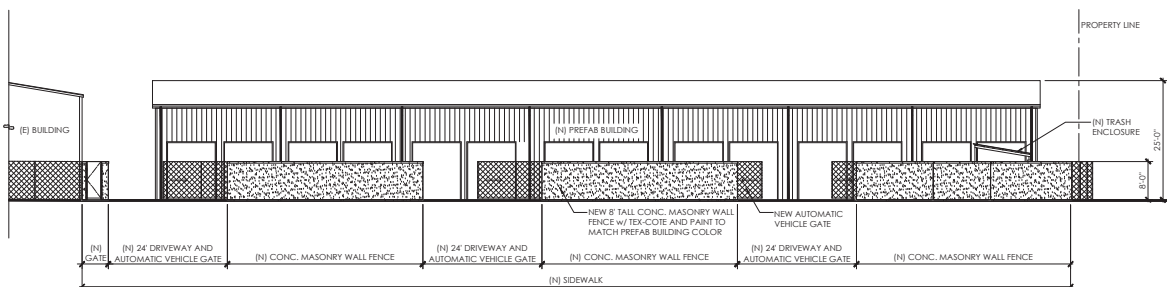 PROPERTY LINE
(E) BUILDING
(N) PREFAB BUILDING
(N) TRASH
ENCLOSURE
25'-0"
8'-0"
NEW 8' TALL CONC. MASONRY WALL
FENCE w/ TEX-COTE AND PAINT TO
MATCH PREFAB BUILDING COLOR
NEW AUTOMATIC
VEHICLE GATE
(N)
GATE
(N) 24' DRIVEWAY AND
AUTOMATIC VEHICLE GATE
(N) CONC. MASONRY WALL FENCE
(N) 24' DRIVEWAY AND
AUTOMATIC VEHICLE GATE
(N) CONC. MASONRY WALL FENCE
(N) 24' DRIVEWAY AND
AUTOMATIC VEHICLE GATE
(N) CONC. MASONRY WALL FENCE
(N) SIDEWALK